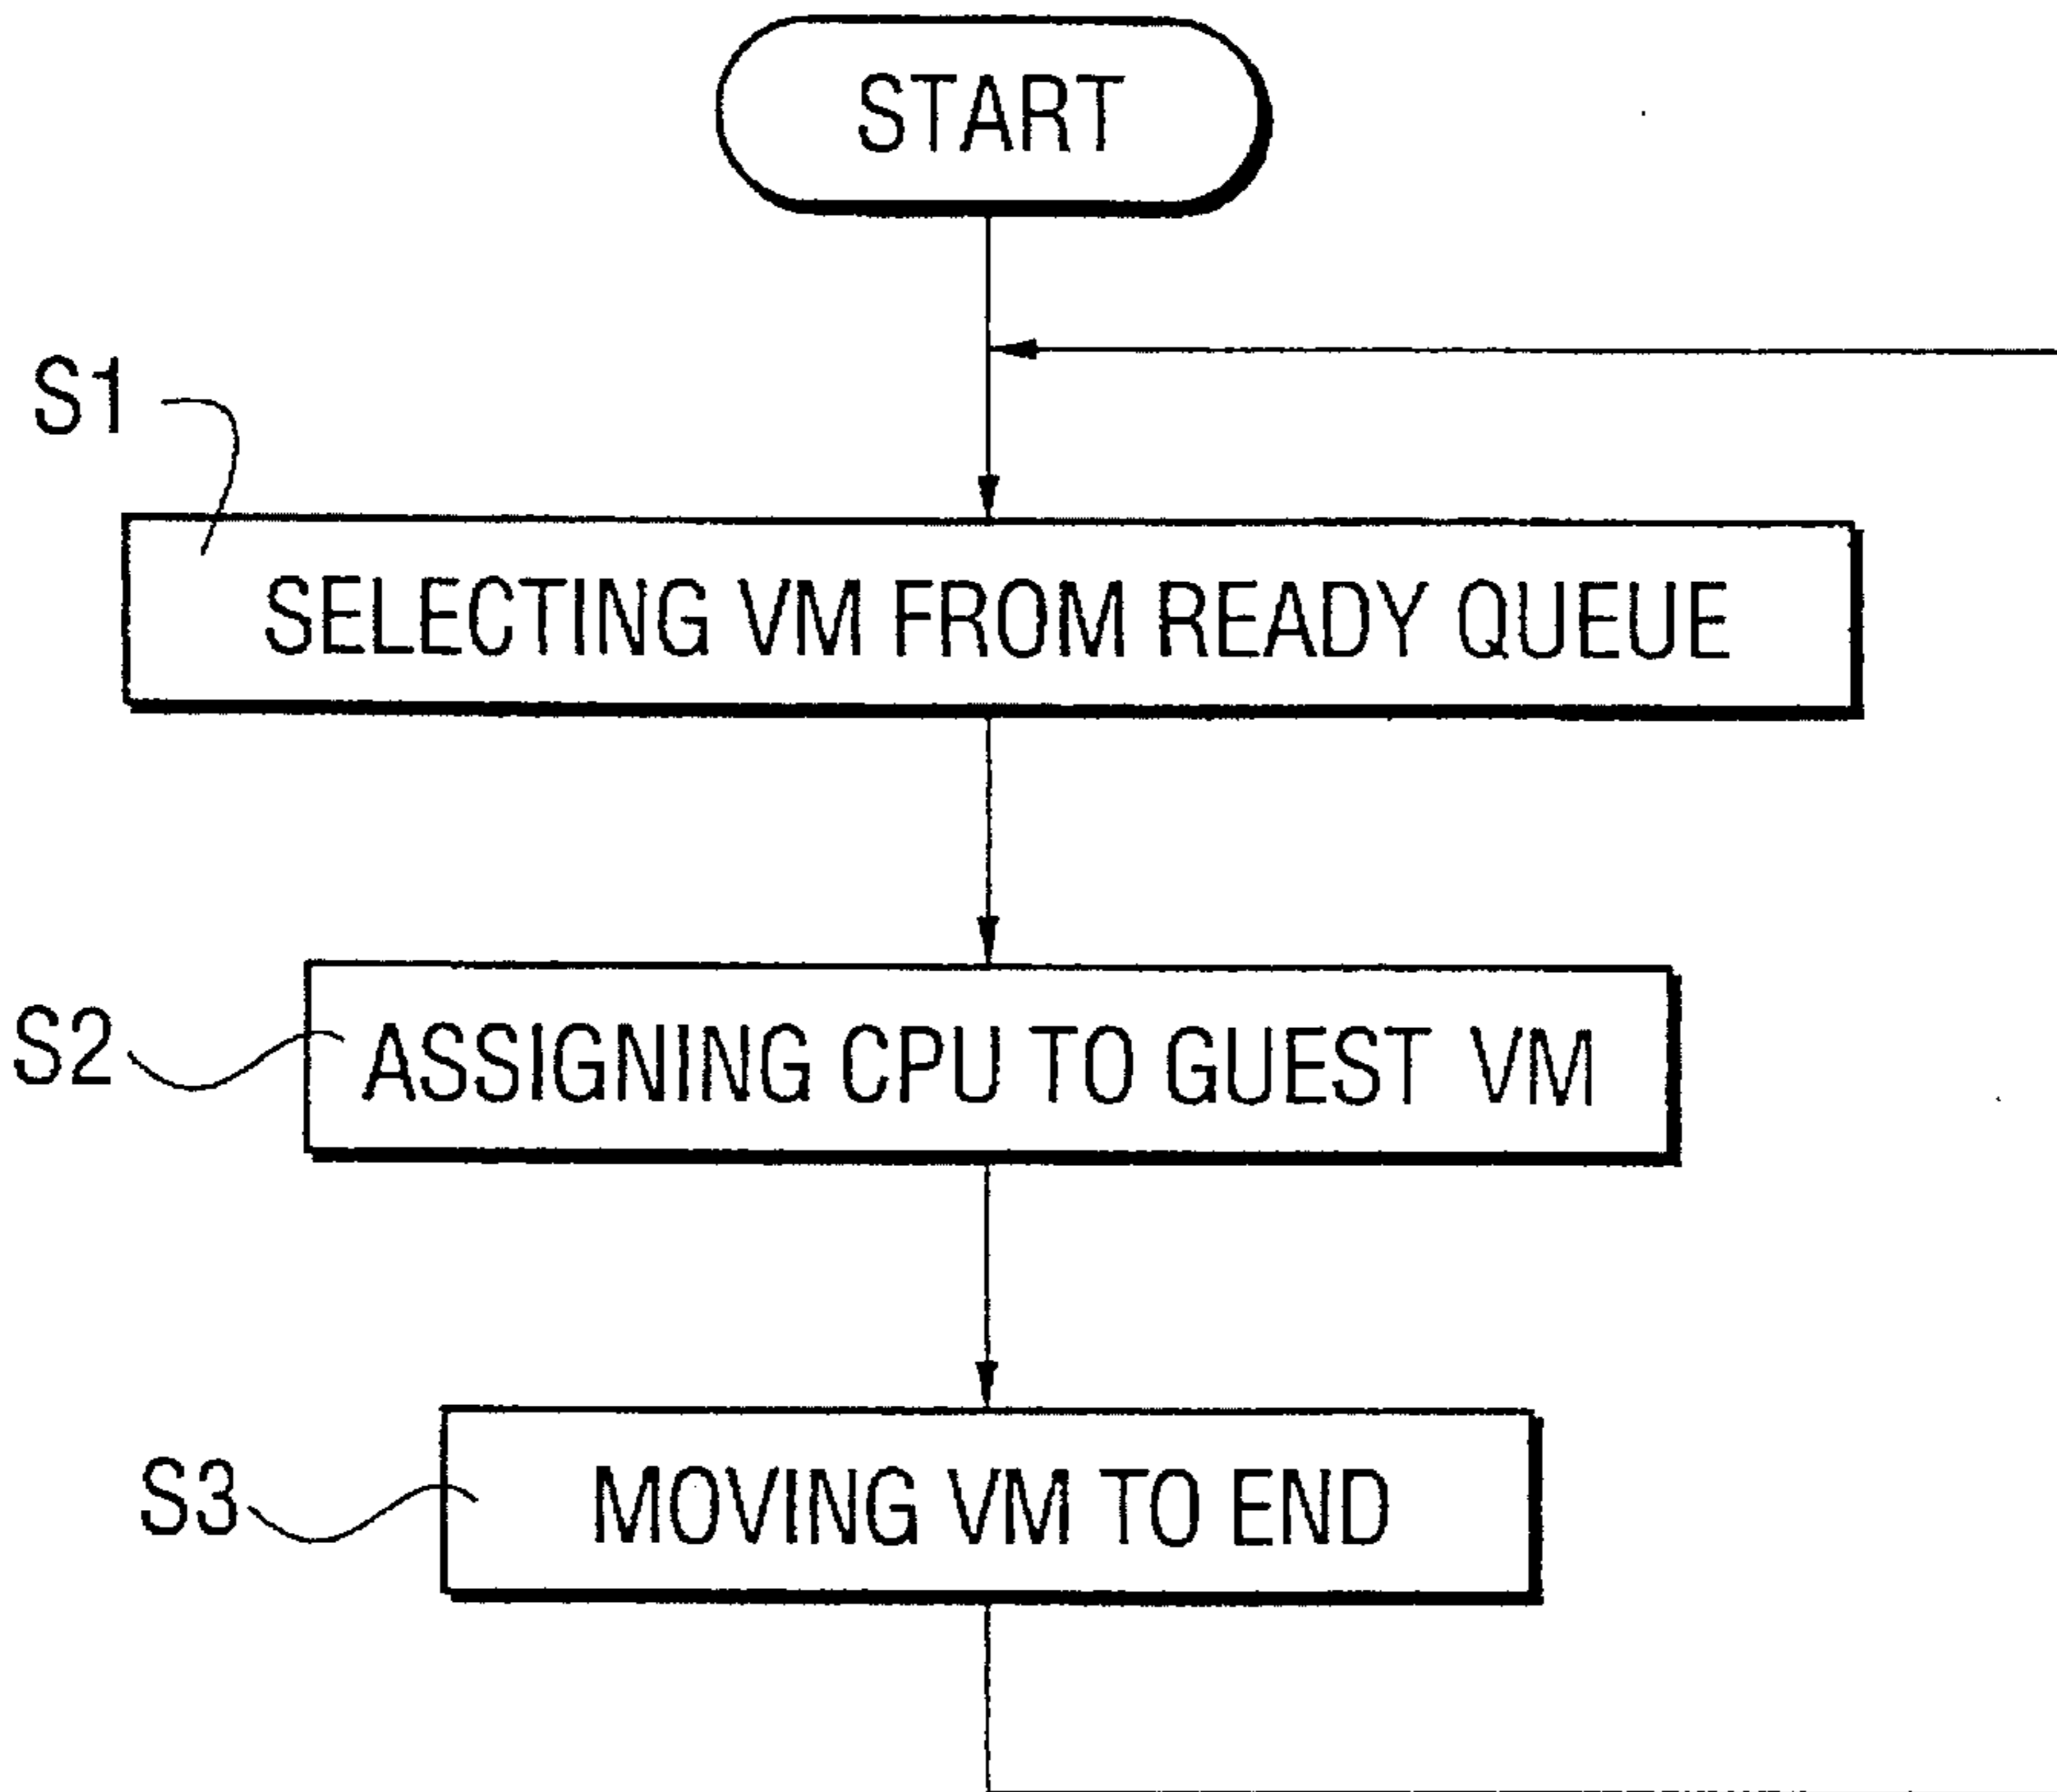 START
S1
SELECTING VM FROM READY QUEUE
S2
ASSIGNING CPU TO GUEST VM
S3
MOVING VM TO END